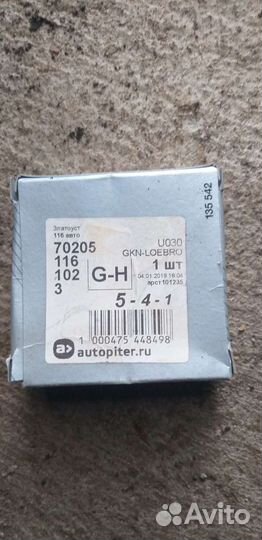 Златоуст
116 авто
70205
116
102
3
G-H
U030
GKN-LOEBRO
1 шт
04.01.2019 16:04
арст101235
5-4-1
autopiter.ru
1 000475 448498
135 542
Avito